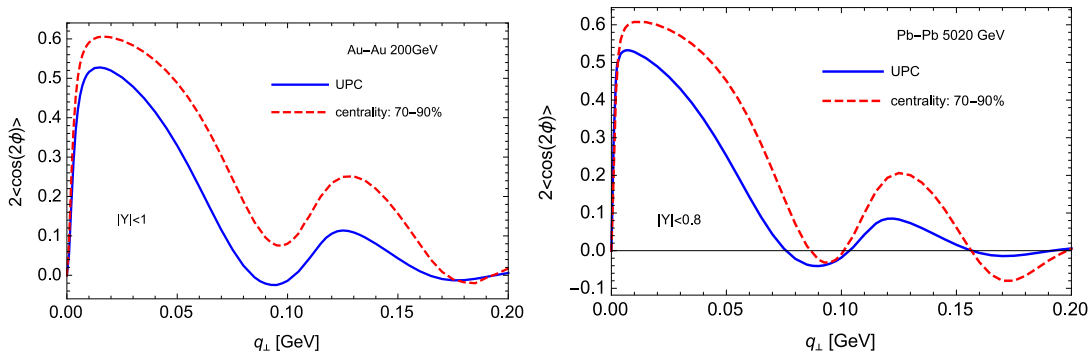 Au-Au 200GeV
UPC
centrality: 70-90%
|Y|<1
2<cos(2ϕ)>
0.6
0.5
0.4
0.3
0.2
0.1
0.0
0.00
0.05
0.10
0.15
0.20
q⊥ [GeV]
Pb-Pb 5020 GeV
UPC
centrality: 70-90%
|Y|<0.8
2<cos(2ϕ)>
0.6
0.5
0.4
0.3
0.2
0.1
0.0
-0.1
0.00
0.05
0.10
0.15
0.20
q⊥ [GeV]